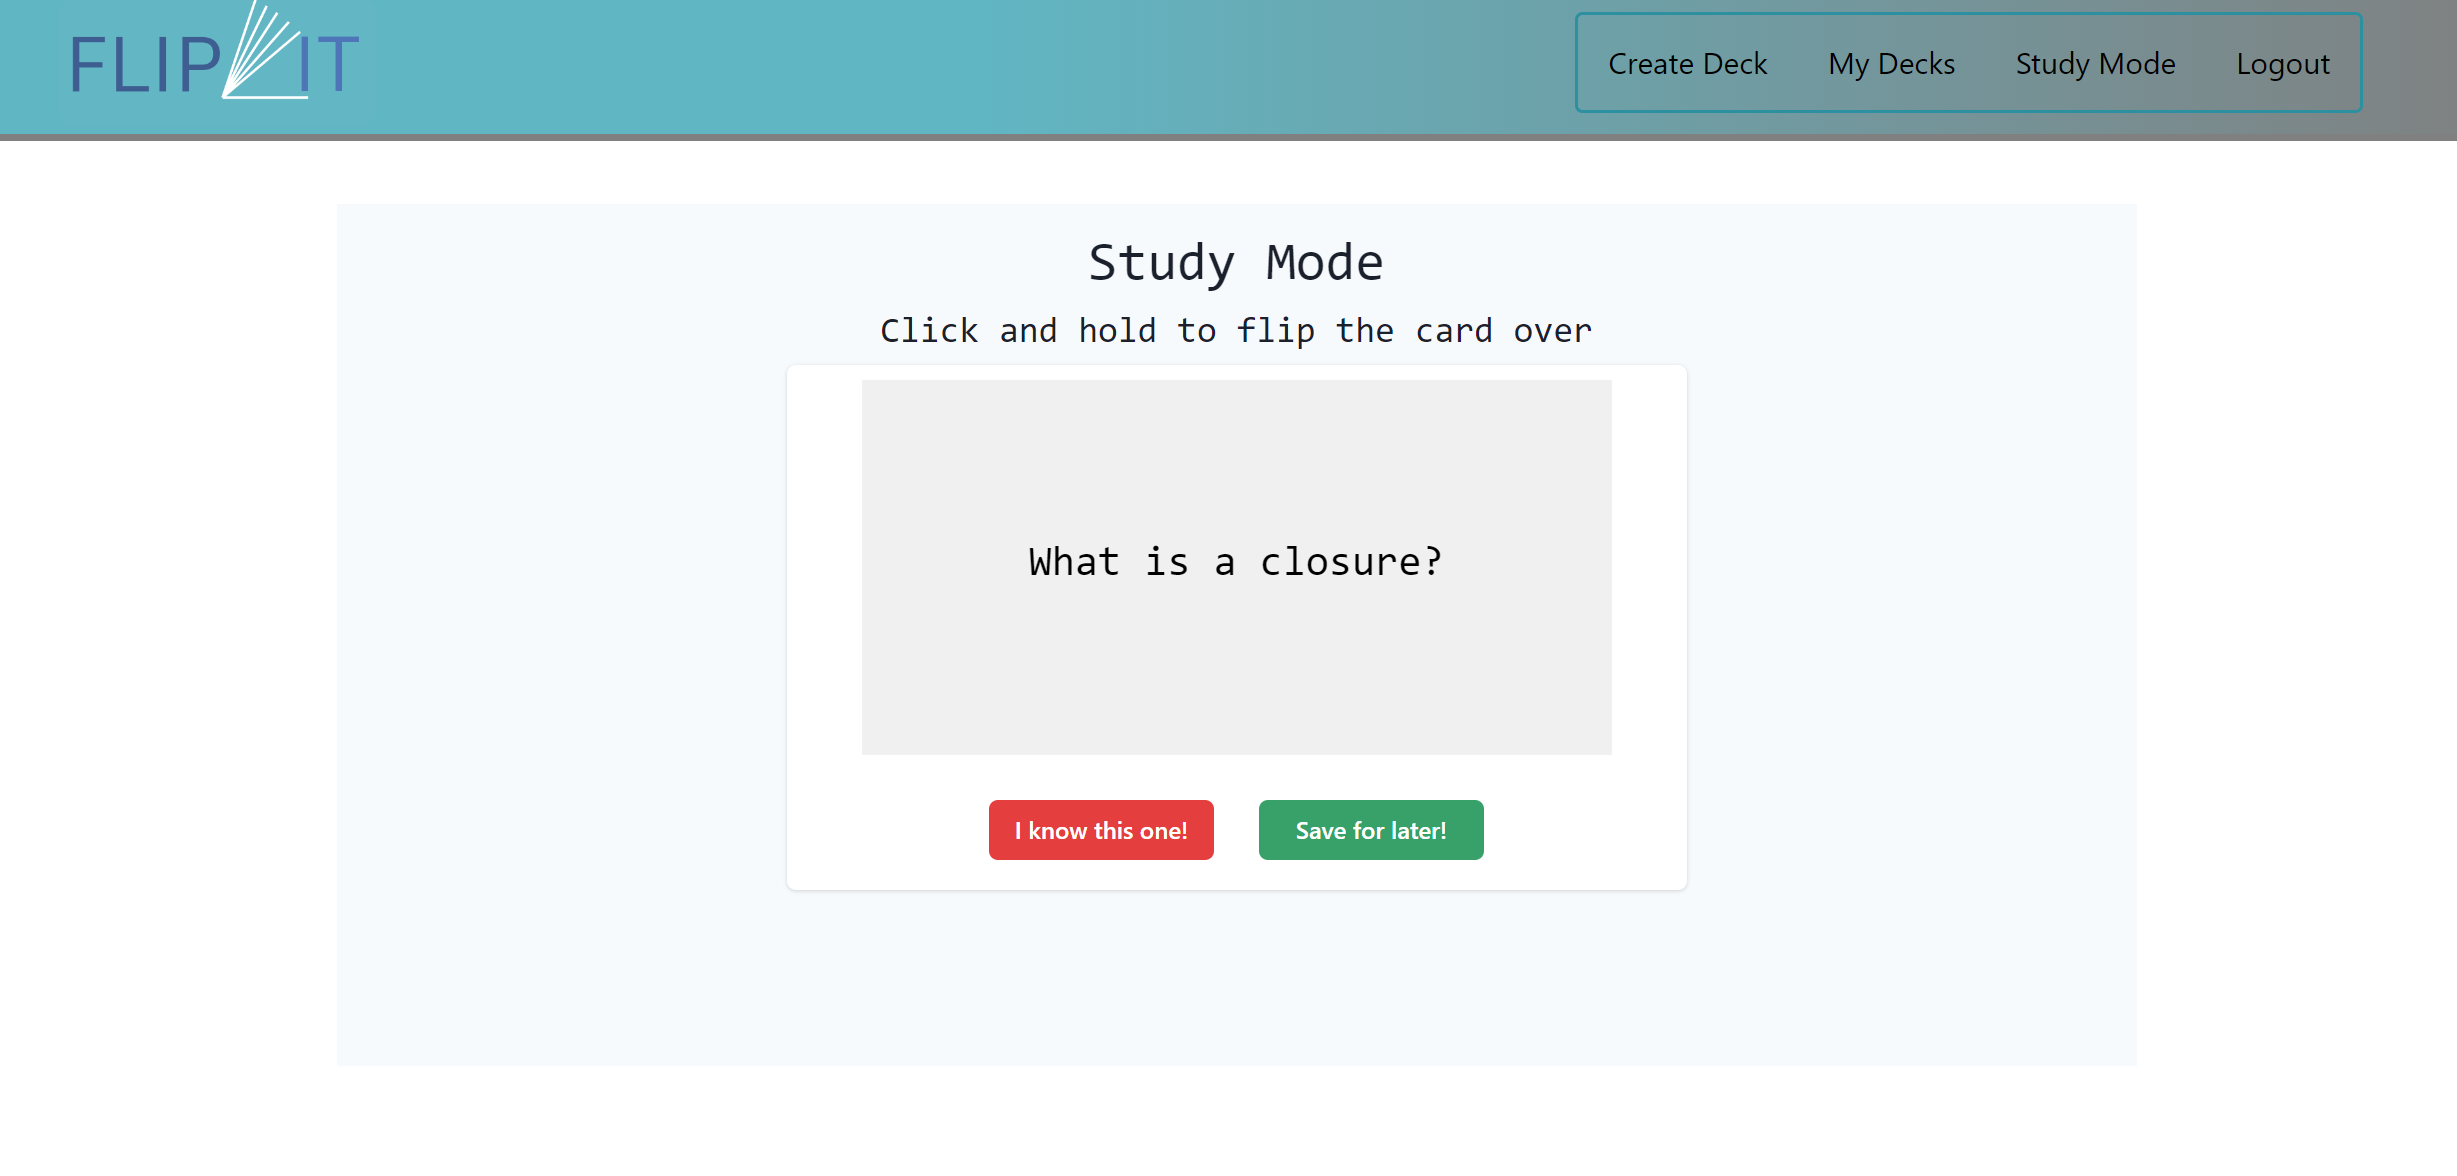 FLIP IT
Create Deck My Decks Study Mode Logout
Study Mode
Click and hold to flip the card over
What is a closure?
I know this one! Save for later!